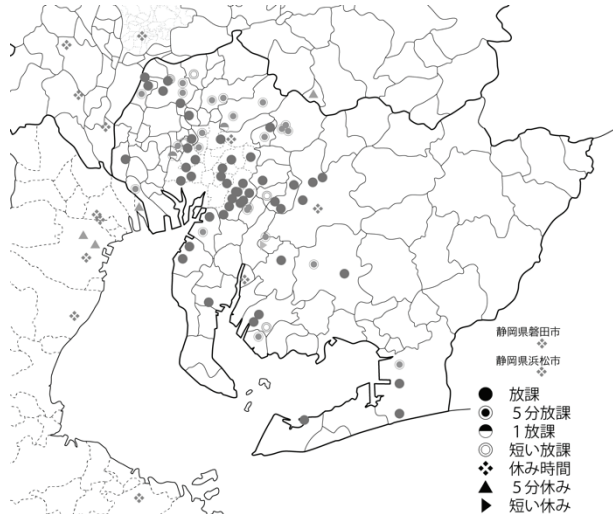 静岡県磐田市
静岡県浜松市
放課
5分放課
1放課
短い放課
休み時間
5分休み
短い休み